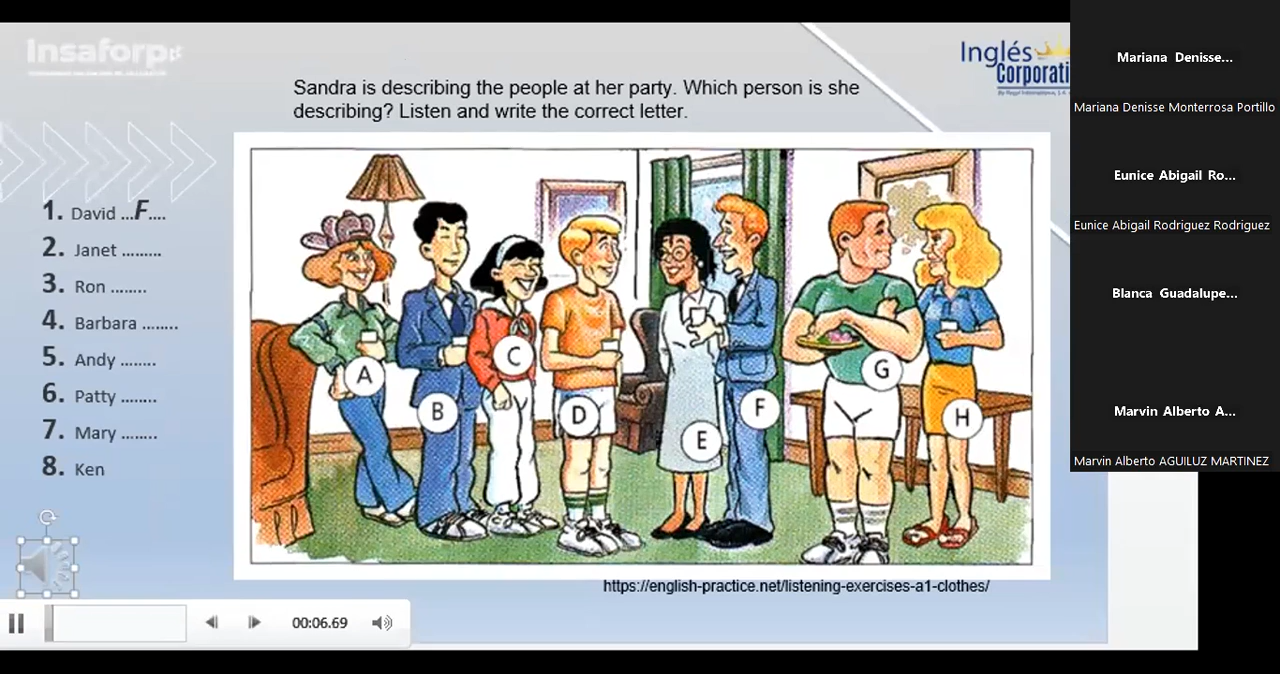 Insaforp
Inglés
Corporati
Sandra is describing the people at her party. Which person is she
describing? Listen and write the correct letter.
1. David ...F....
2. Janet .........
3. Ron ........
4. Barbara ........
5. Andy ........
6. Patty ........
7. Mary ........
8. Ken
A
B
C
D
E
F
G
H
https://english-practice.net/listening-exercises-a1-clothes/
00:06.69
Mariana Denisse...
Mariana Denisse Monterrosa Portillo
Eunice Abigail Ro...
Eunice Abigail Rodriguez Rodriguez
Blanca Guadalupe...
Marvin Alberto A...
Marvin Alberto AGUILUZ MARTINEZ